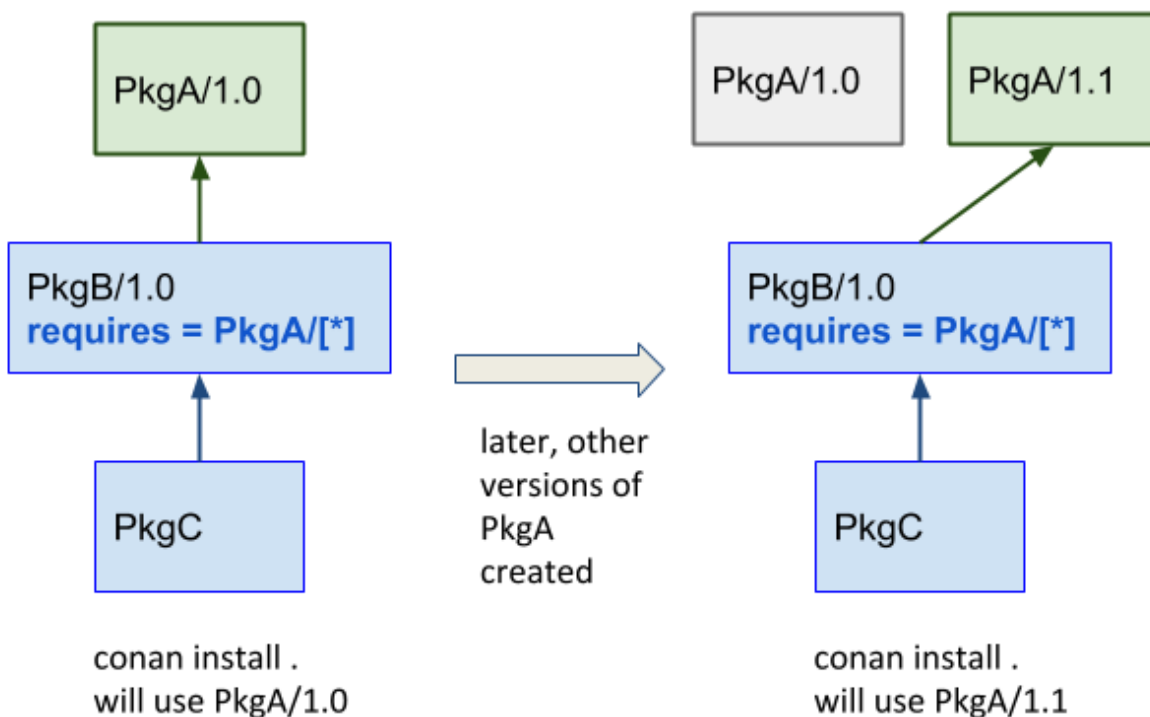 PkgA/1.0
PkgB/1.0
requires = PkgA/[*]
PkgC
conan install .
will use PkgA/1.0
later, other
versions of
PkgA
created
PkgA/1.0
PkgA/1.1
PkgB/1.0
requires = PkgA/[*]
PkgC
conan install .
will use PkgA/1.1